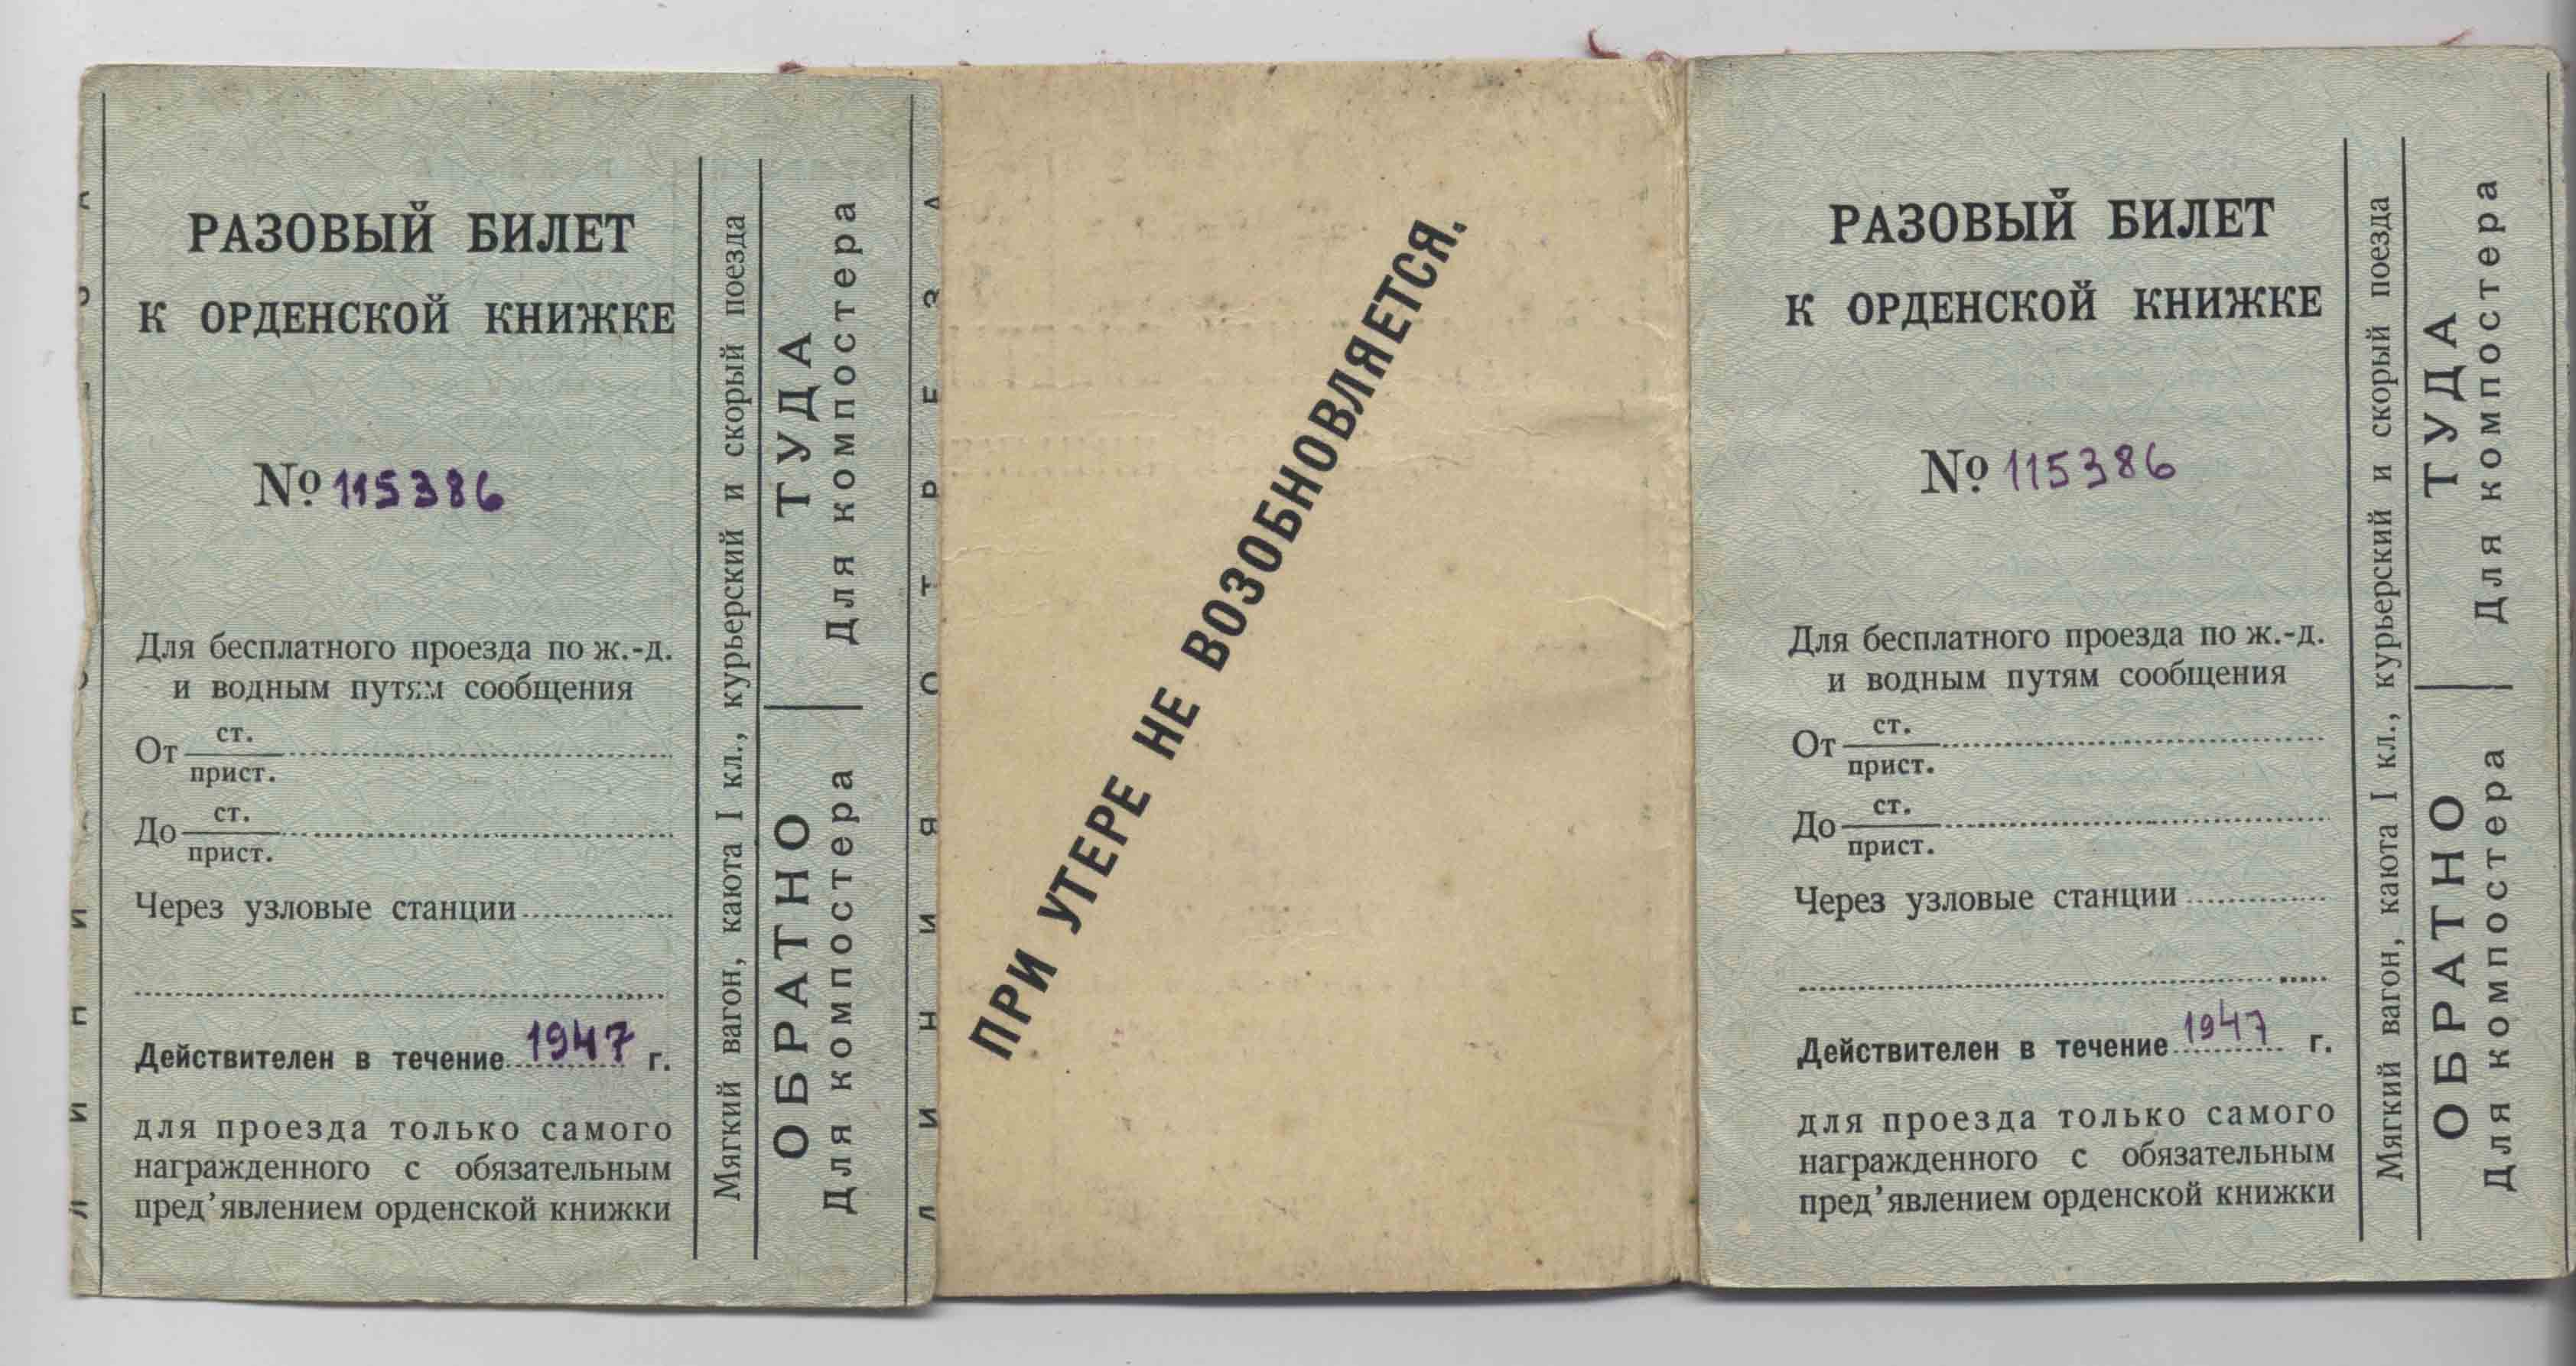 РАЗОВЫЙ БИЛЕТ
К ОРДЕНСКОЙ КНИЖКЕ
№ 115386
Для бесплатного проезда по ж.-д.
и водным путям сообщения
От ст.
прист.
До ст.
прист.
Через узловые станции
Действителен в течение 1947 г.
для проезда только самого
награжденного с обязательным
пред'явлением орденской книжки
Мягкий вагон, каюта I кл., курьерский и скорый поезда
ТУДА
Для компостера
ОБРАТНО
Для компостера
ЛИНИЯ ОТРЕЗА
ПРИ УТЕРЕ НЕ ВОЗОБНОВЛЯЕТСЯ.
РАЗОВЫЙ БИЛЕТ
К ОРДЕНСКОЙ КНИЖКЕ
№ 115386
Для бесплатного проезда по ж.-д.
и водным путям сообщения
От ст.
прист.
До ст.
прист.
Через узловые станции
Действителен в течение 1947 г.
для проезда только самого
награжденного с обязательным
пред'явлением орденской книжки
Мягкий вагон, каюта I кл., курьерский и скорый поезда
ТУДА
Для компостера
ОБРАТНО
Для компостера